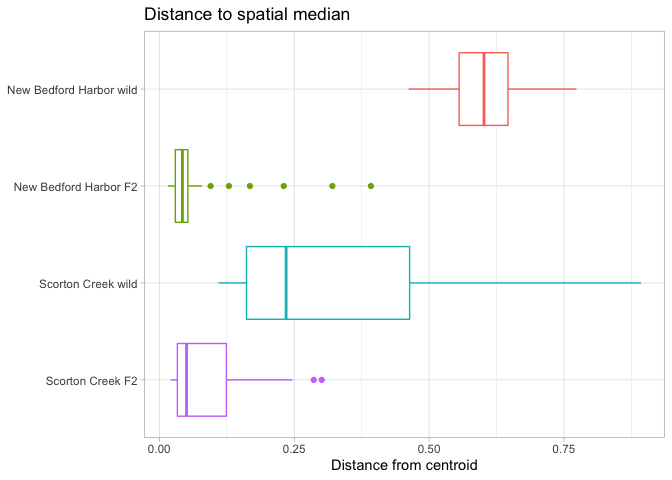 Distance to spatial median
New Bedford Harbor wild
New Bedford Harbor F2
Scorton Creek wild
Scorton Creek F2
0.00 0.25 0.50 0.75
Distance from centroid